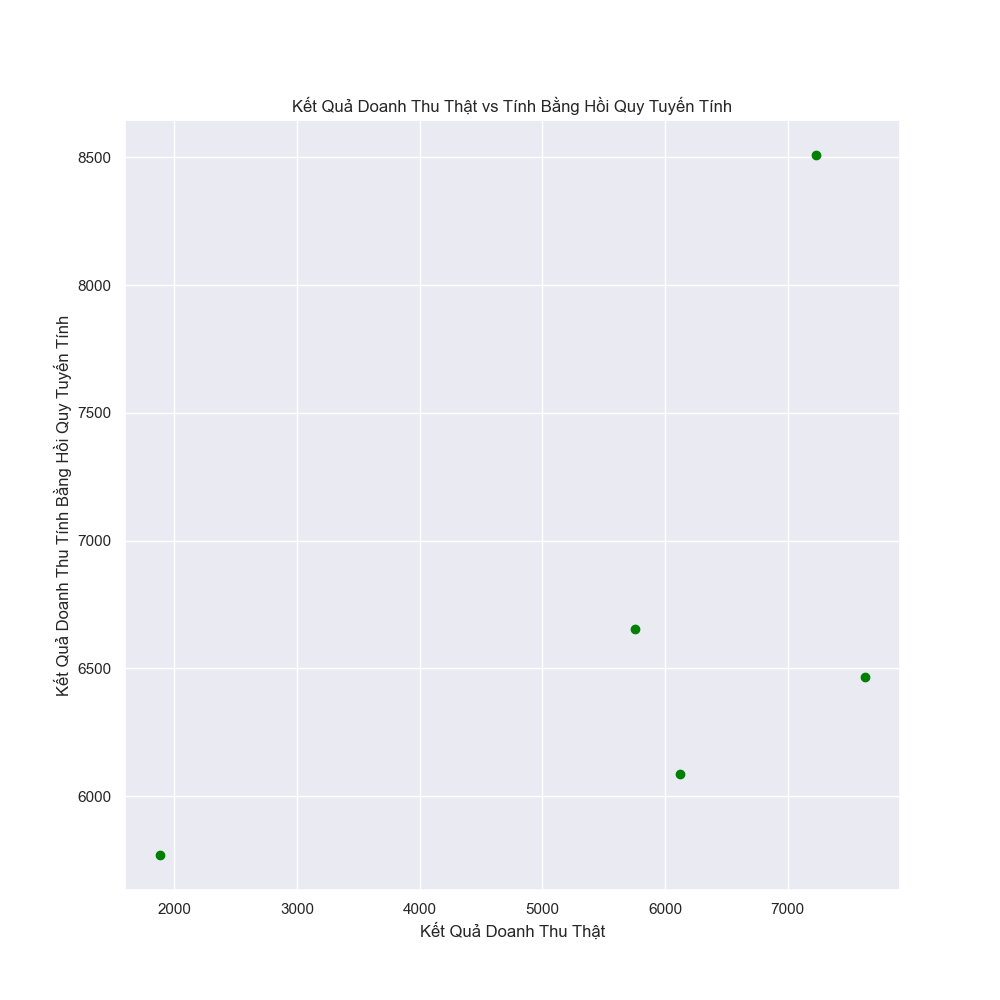 Kết Quả Doanh Thu Thật vs Tính Bằng Hồi Quy Tuyến Tính
8500
8000
7500
7000
6500
6000
Kết Quả Doanh Thu Tính Bằng Hồi Quy Tuyến Tính
2000 3000 4000 5000 6000 7000
Kết Quả Doanh Thu Thật